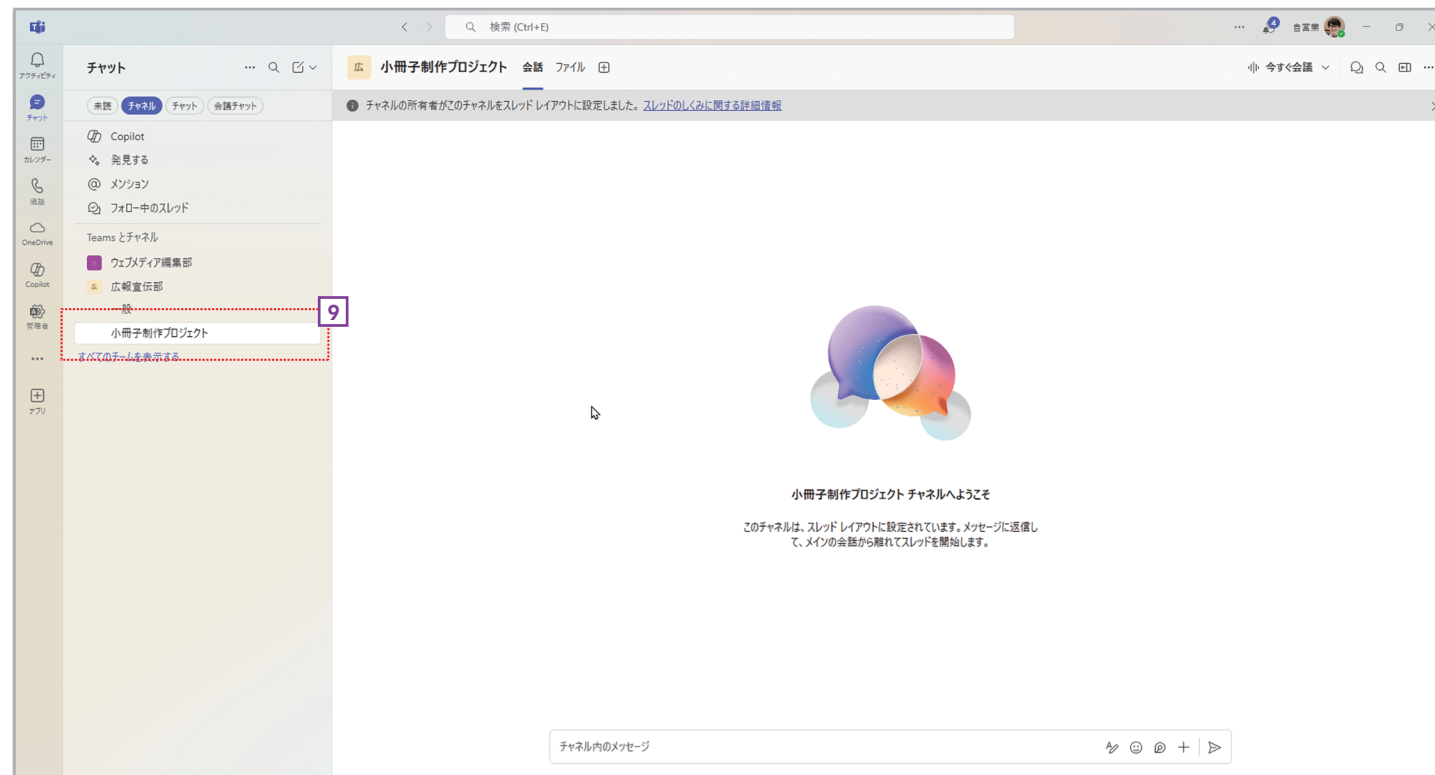 検索 (Ctrl+E)
4
自冨業
アクティビティ
チャット
カレンダー
通話
OneDrive
Copilot
管理者
アプリ
チャット
未読 チャネル チャット 会議チャット
Copilot
発見する
メンション
フォロー中のスレッド
Teams とチャネル
ウェブメディア編集部
広 広報宣伝部
一般
小冊子制作プロジェクト
すべてのチームを表示する
9
広 小冊子制作プロジェクト 会話 ファイル
今すぐ会議
チャネルの所有者がこのチャネルをスレッド レイアウトに設定しました。 スレッドのしくみに関する詳細情報
小冊子制作プロジェクト チャネルへようこそ
このチャネルは、スレッド レイアウトに設定されています。メッセージに返信し
て、メインの会話から離れてスレッドを開始します。
チャネル内のメッセージ